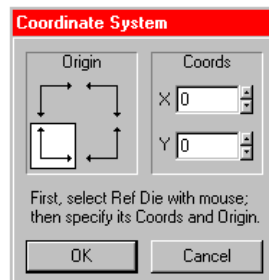 Coordinate System
Origin
Coords
X 0
Y 0
First, select Ref Die with mouse;
then specify its Coords and Origin.
OK
Cancel